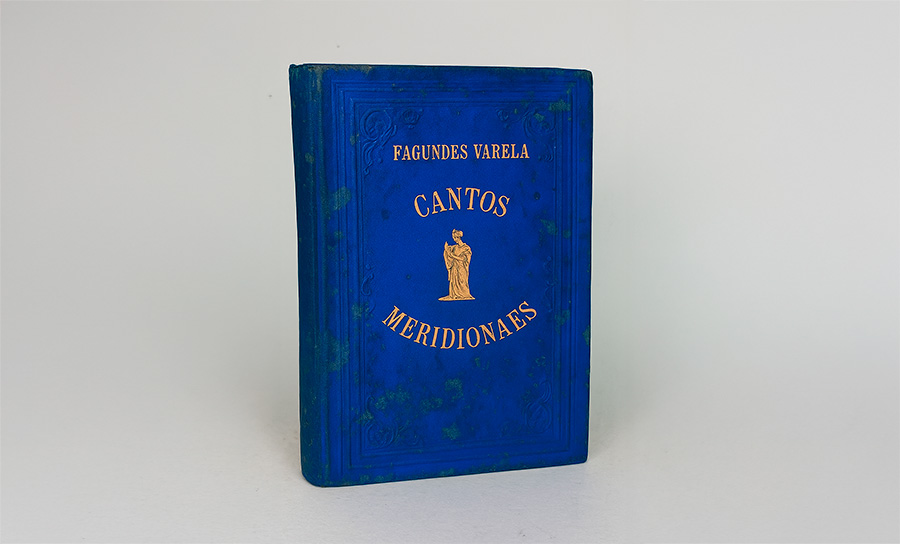 FAGUNDES VARELA
CANTOS
MERIDIONAES